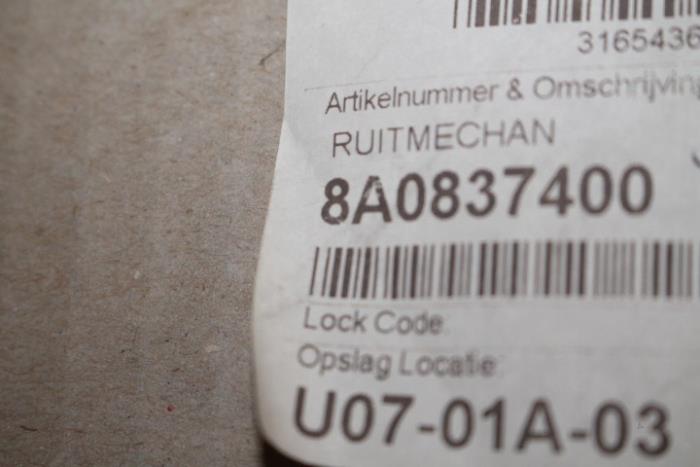 3165436
Artikelnummer & Omschrijving
RUITMECHAN
8A0837400
Lock Code:
Opslag Locatie:
U07-01A-03